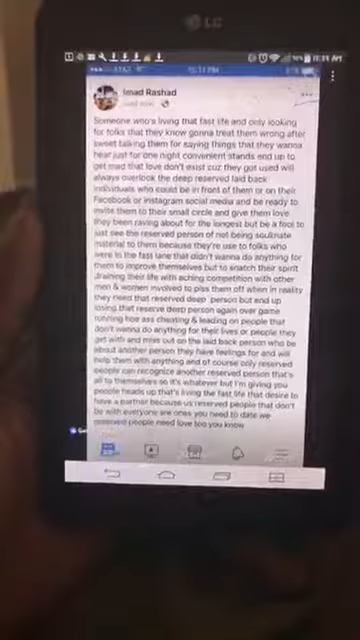 LG
Imad Rashad
Just now
Someone who's living that fast life and only looking
for folks that they know gonna treat them wrong after
sweet talking them for saying things that they wanna
hear just for one night convenient stands end up to
get mad that love don't exist cuz they got used will
always overlook the deep reserved laid back
individuals who could be in front of them or on their
Facebook or instagram social media and be ready to
invite them to their small circle and give them love
they been raving about for the longest but be a fool to
just see the reserved person of not being soulmate
material to them because they're use to folks who
were in the fast lane that didn't wanna do anything for
them to improve themselves but to snatch their spirit
draining their life with aching competition with other
men & women involved to piss them off when in reality
they need that reserved deep person but end up
losing that reserve deep person again over game
running hoe ass cheating & leading on people that
don't wanna do anything for their lives or people they
get with and miss out on the laid back person who be
about another person they have feelings for and will
help them with anything and of course only reserved
people can recognize another reserved person that's
all to themselves so it's whatever but I'm giving you
people heads up that's living the fast life that desire to
have a partner because us reserved people that don't
be with everyone are ones you need to date we
reserved people need love too you know